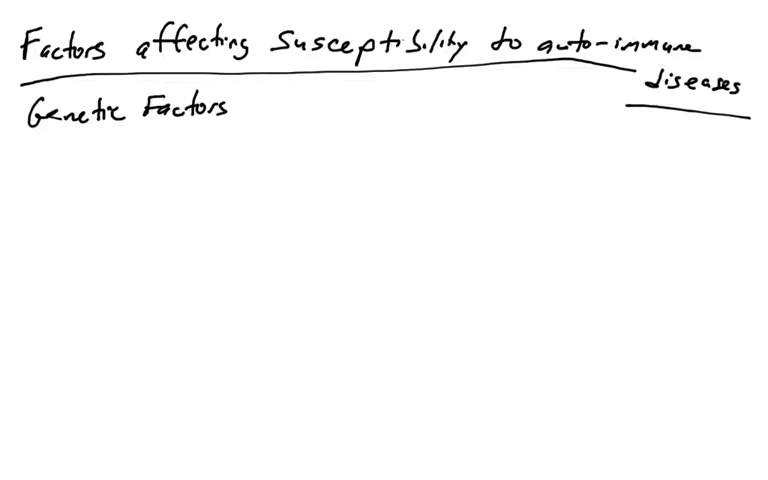 Factors affecting Susceptibility to auto-immune
diseases
Genetic Factors